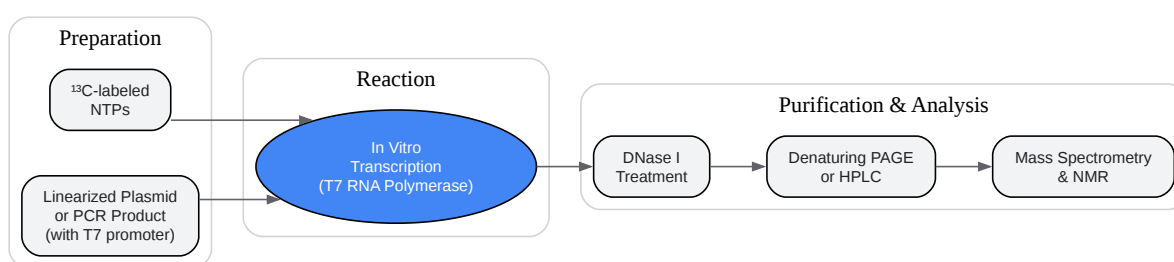 Preparation
¹³C-labeled
NTPs
Linearized Plasmid
or PCR Product
(with T7 promoter)
Reaction
In Vitro
Transcription
(T7 RNA Polymerase)
Purification & Analysis
DNase I
Treatment
Denaturing PAGE
or HPLC
Mass Spectrometry
& NMR